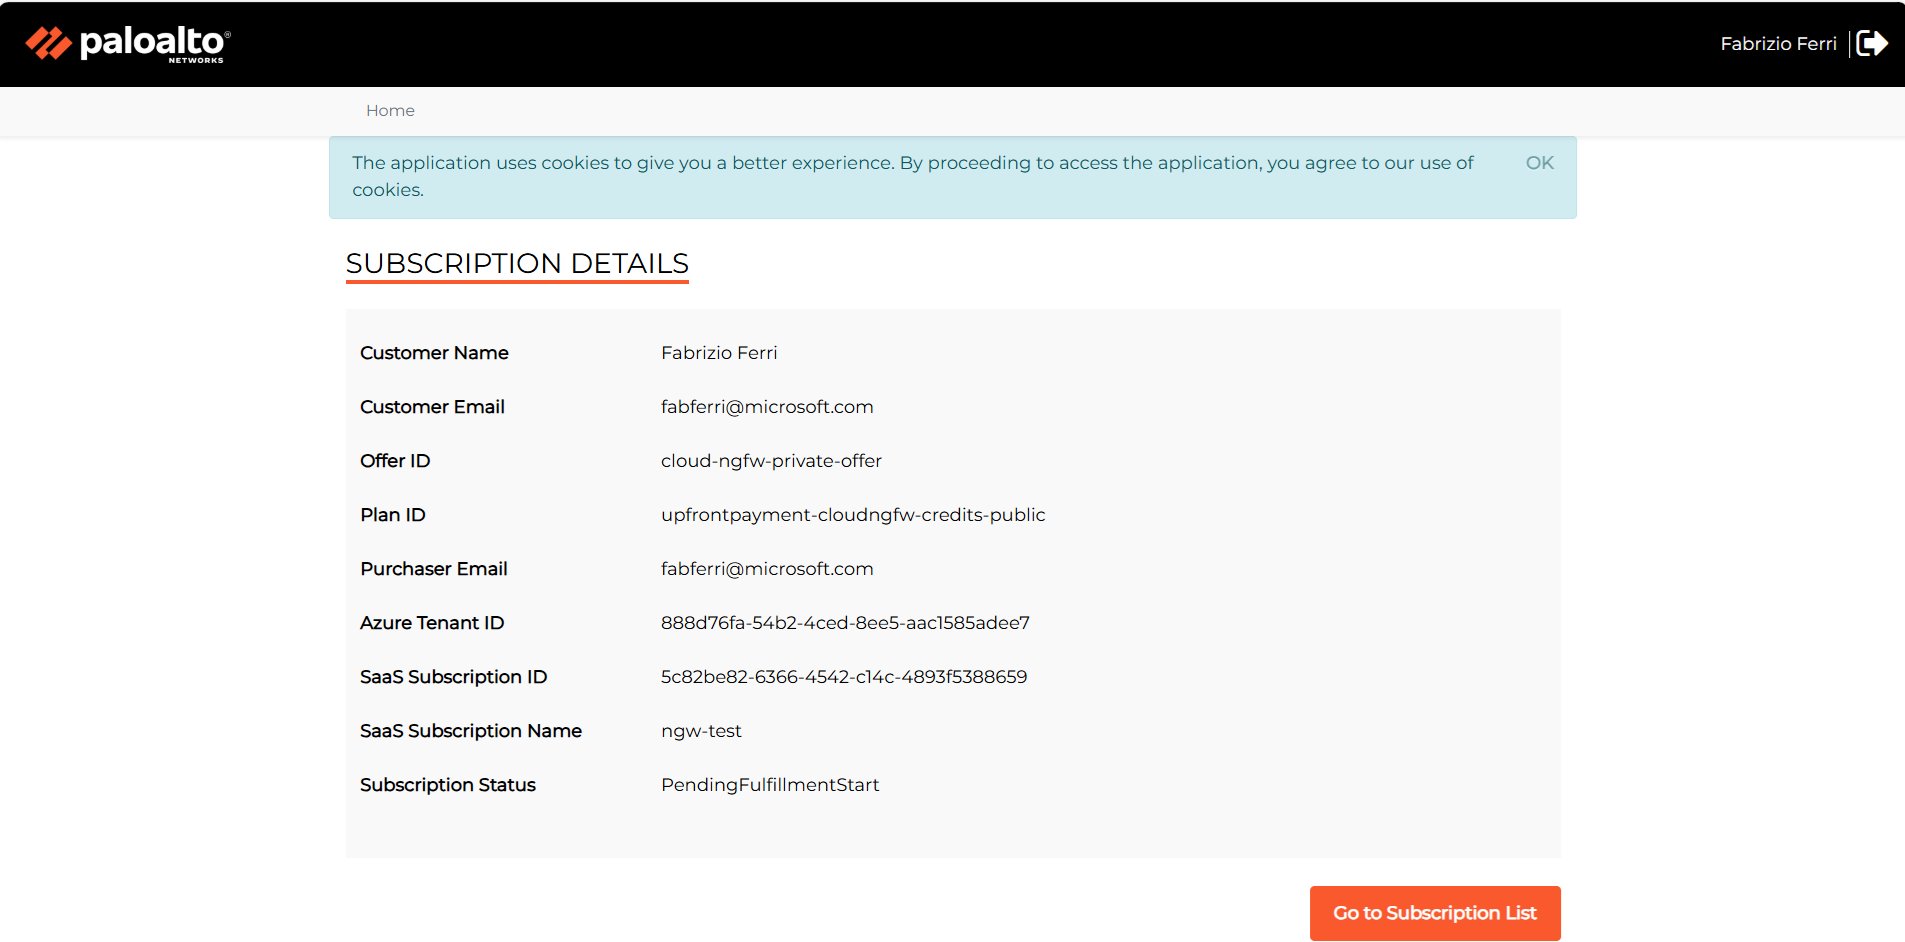 paloalto®
NETWORKS
Fabrizio Ferri
Home
The application uses cookies to give you a better experience. By proceeding to access the application, you agree to our use of
cookies.
OK
SUBSCRIPTION DETAILS
Customer Name Fabrizio Ferri
Customer Email fabferri@microsoft.com
Offer ID cloud-ngfw-private-offer
Plan ID upfrontpayment-cloudngfw-credits-public
Purchaser Email fabferri@microsoft.com
Azure Tenant ID 888d76fa-54b2-4ced-8ee5-aac1585adee7
SaaS Subscription ID 5c82be82-6366-4542-c14c-4893f5388659
SaaS Subscription Name ngw-test
Subscription Status PendingFulfillmentStart
Go to Subscription List